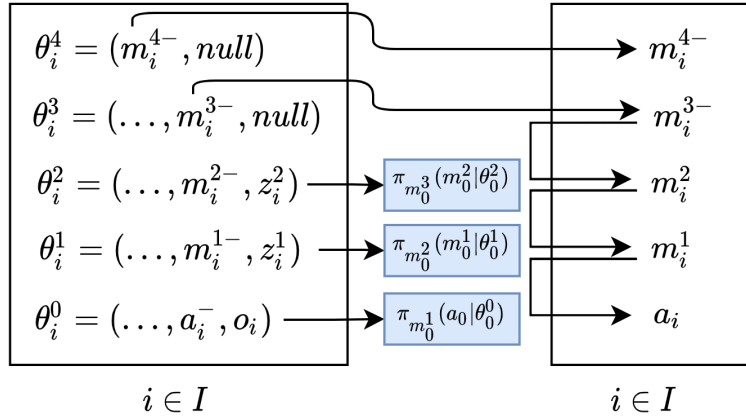 θ_i^4 = (m_i^{4−}, null) m_i^{4−}
θ_i^3 = (..., m_i^{3−}, null) m_i^{3−}
θ_i^2 = (..., m_i^{2−}, z_i^2) π_{m_0^3}(m_0^2|θ_0^2) m_i^2
θ_i^1 = (..., m_i^{1−}, z_i^1) π_{m_0^2}(m_0^1|θ_0^1) m_i^1
θ_i^0 = (..., a_i^−, o_i) π_{m_0^1}(a_0|θ_0^0) a_i
i ∈ I i ∈ I